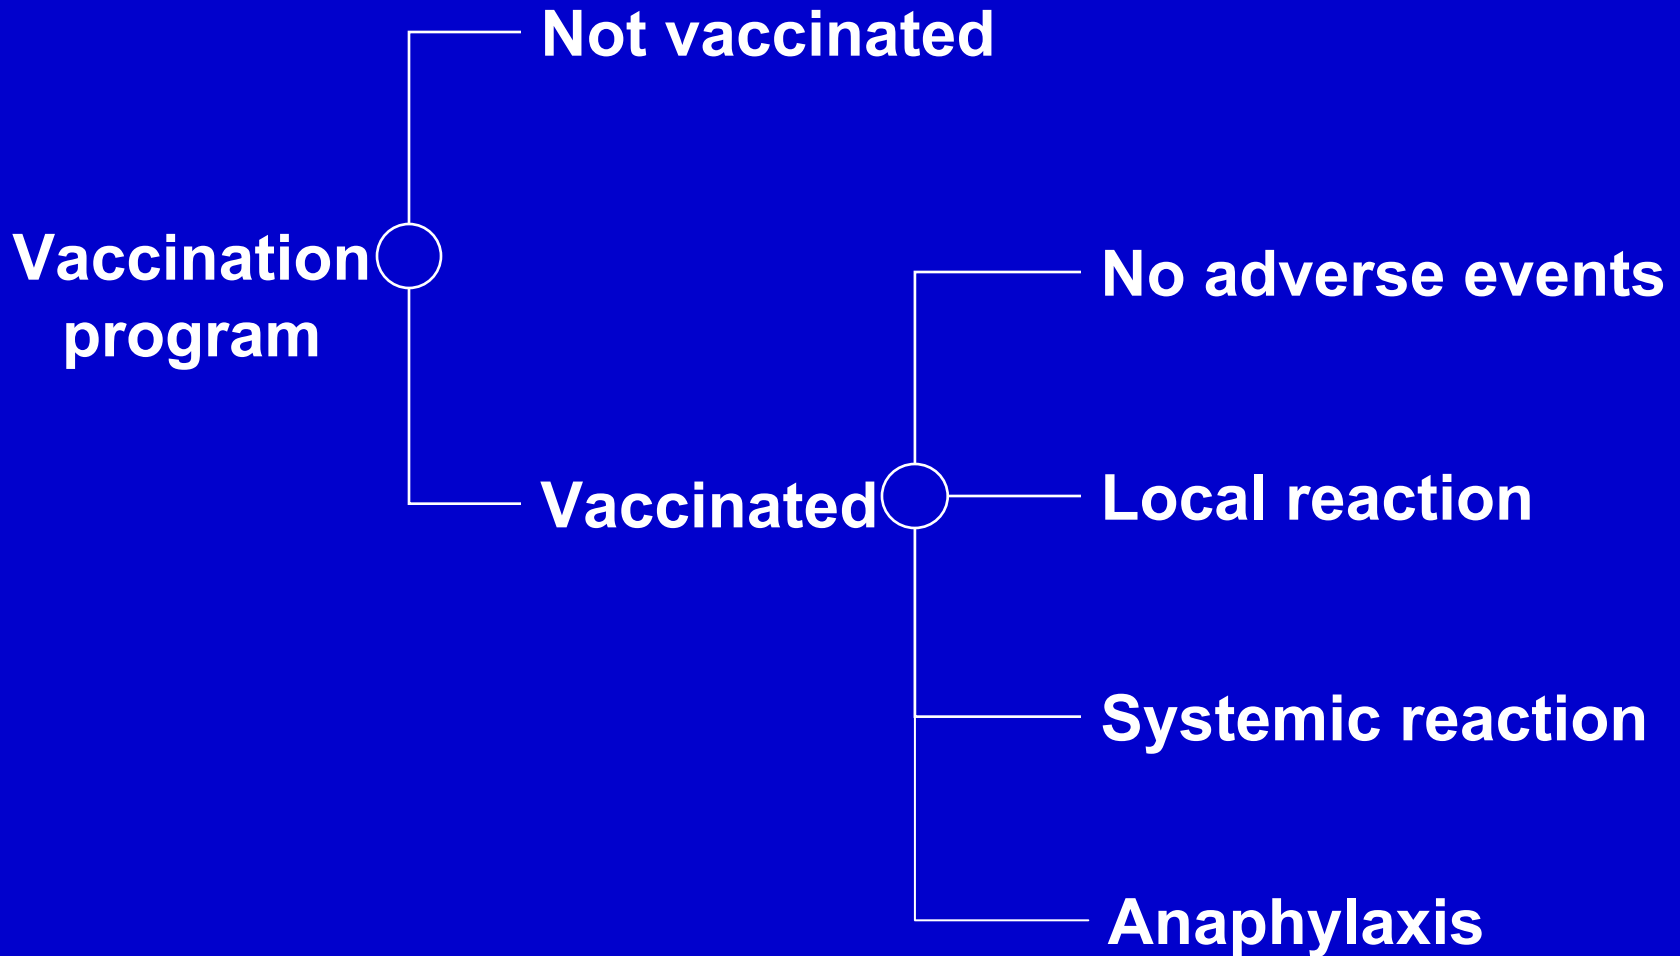 Not vaccinated
Vaccination
program
No adverse events
Vaccinated
Local reaction
Systemic reaction
Anaphylaxis